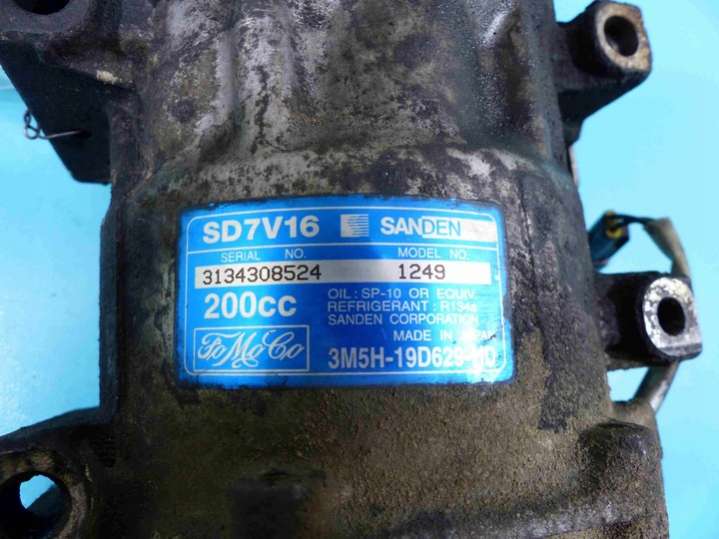 SD7V16 SANDEN
SERIAL NO. MODEL NO.
3134308524 1249
200cc
OIL : SP-10 OR EQUIV.
REFRIGERANT : R134a
SANDEN CORPORATION
MADE IN JAPAN
FoMoCo